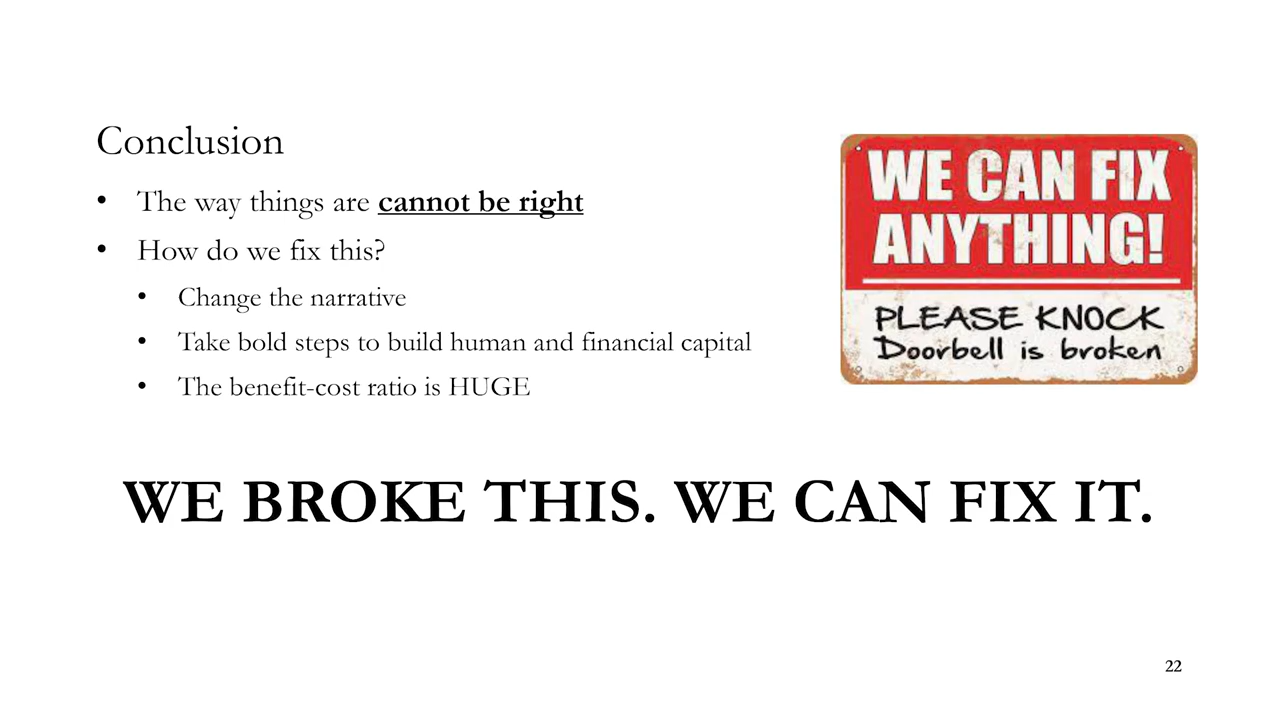 Conclusion
• The way things are cannot be right
• How do we fix this?
• Change the narrative
• Take bold steps to build human and financial capital
• The benefit-cost ratio is HUGE
WE CAN FIX
ANYTHING!
PLEASE KNOCK
Doorbell is broken
WE BROKE THIS. WE CAN FIX IT.
22